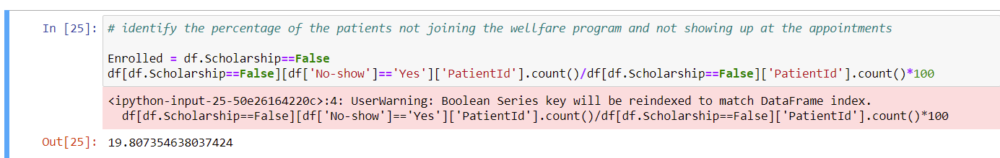 In [25]: # identify the percentage of the patients not joining the wellfare program and not showing up at the appointments
Enrolled = df.Scholarship==False
df[df.Scholarship==False][df['No-show']=='Yes']['PatientId'].count()/df[df.Scholarship==False]['PatientId'].count()*100
<ipython-input-25-50e26164220c>:4: UserWarning: Boolean Series key will be reindexed to match DataFrame index.
df[df.Scholarship==False][df['No-show']=='Yes']['PatientId'].count()/df[df.Scholarship==False]['PatientId'].count()*100
Out[25]: 19.807354638037424